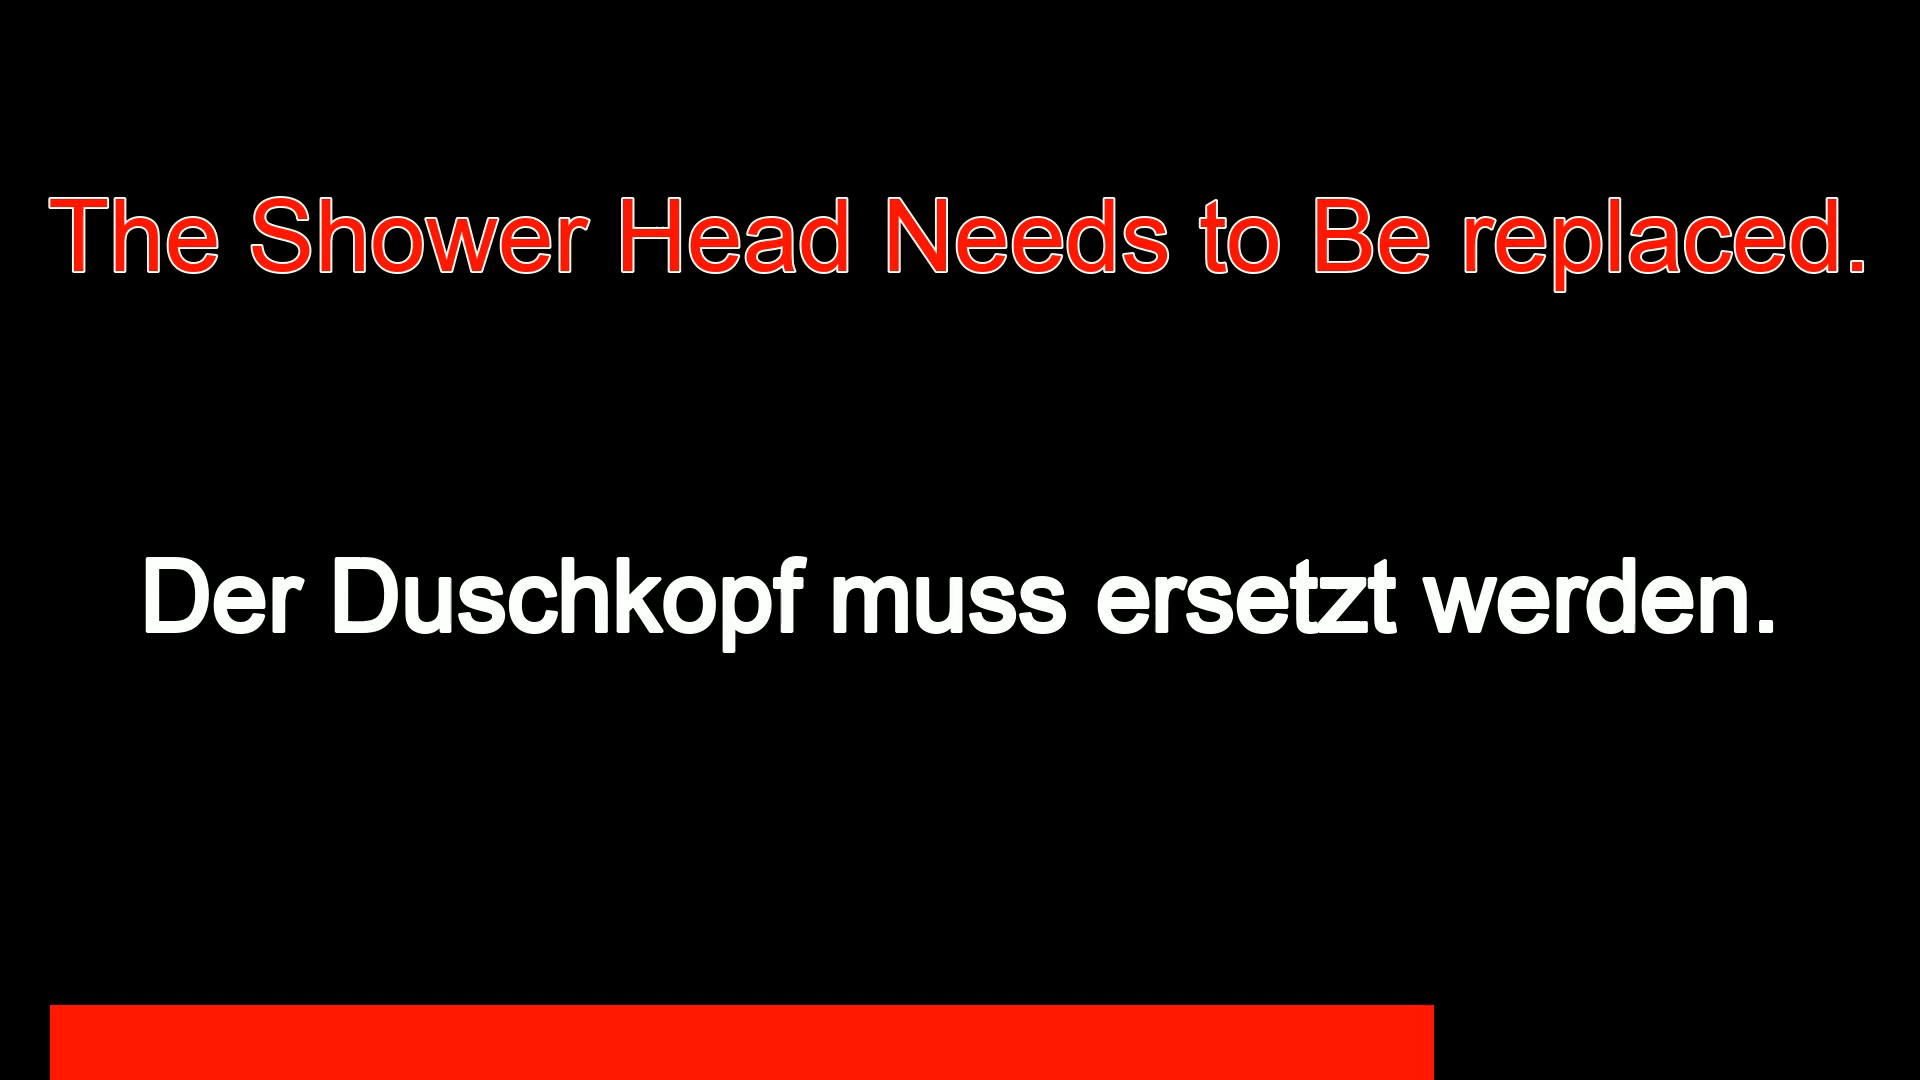 The Shower Head Needs to Be replaced.
Der Duschkopf muss ersetzt werden.